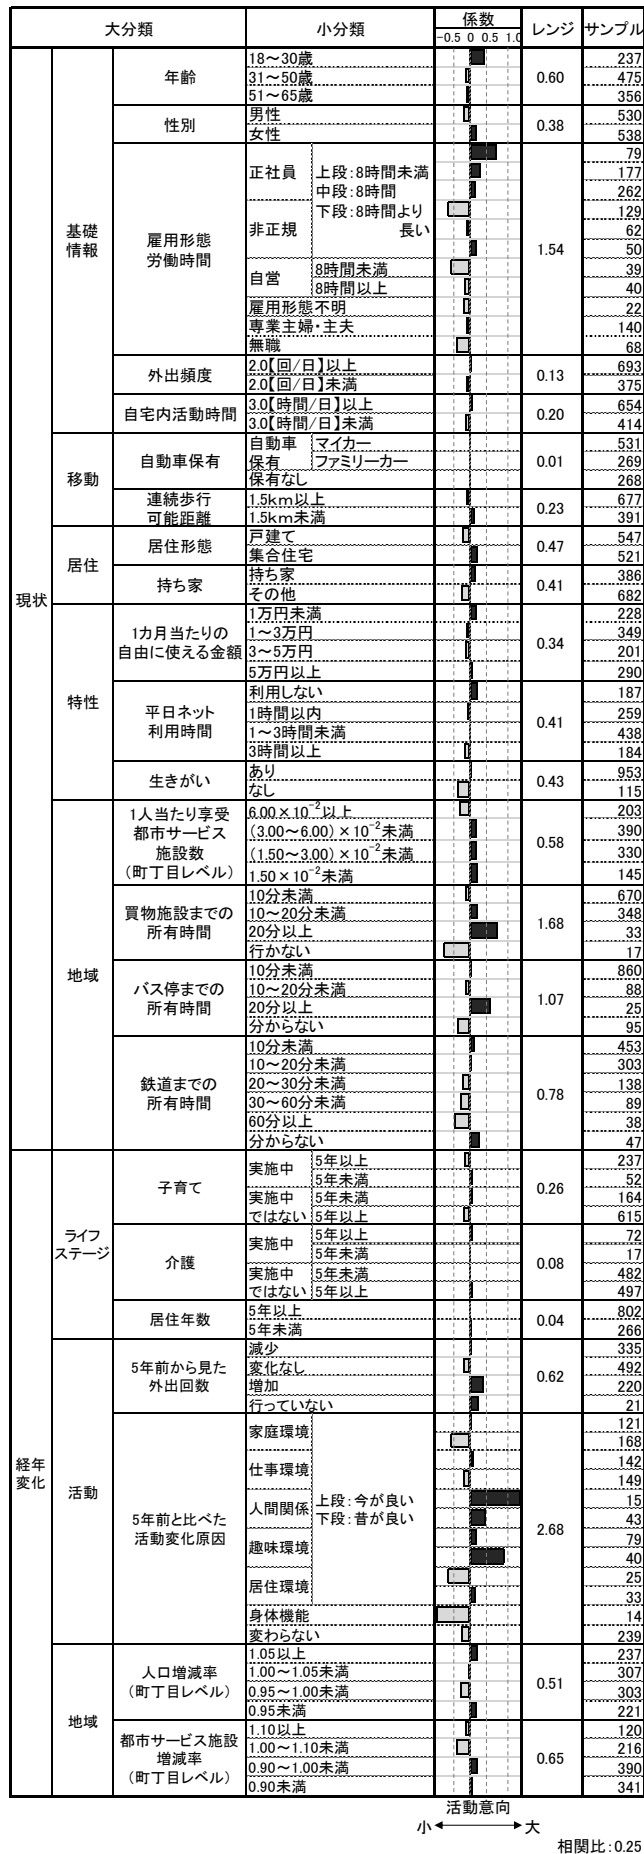 大分類 小分類 係数 レンジ サンプル
-0.5 0 0.5 1.0
現状
基礎
情報
年齢
18～30歳 237
31～50歳 475
51～65歳 356
0.60
性別
男性 530
女性 538
0.38
雇用形態
労働時間
正社員
非正規
上段：8時間未満
中段：8時間
下段：8時間より
長い
79
177
262
129
62
50
自営
8時間未満 39
8時間以上 40
雇用形態不明 22
専業主婦・主夫 140
無職 68
1.54
外出頻度
2.0【回/日】以上 693
2.0【回/日】未満 375
0.13
自宅内活動時間
3.0【時間/日】以上 654
3.0【時間/日】未満 414
0.20
移動
自動車保有
自動車
保有
マイカー 531
ファミリーカー 269
保有なし 268
0.01
連続歩行
可能距離
1.5km以上 677
1.5km未満 391
0.23
居住
居住形態
戸建て 547
集合住宅 521
0.47
持ち家
持ち家 386
その他 682
0.41
特性
1カ月当たりの
自由に使える金額
1万円未満 228
1～3万円 349
3～5万円 201
5万円以上 290
0.34
平日ネット
利用時間
利用しない 187
1時間以内 259
1～3時間未満 438
3時間以上 184
0.41
生きがい
あり 953
なし 115
0.43
地域
1人当たり享受
都市サービス
施設数
（町丁目レベル）
6.00×10⁻²以上 203
(3.00～6.00)×10⁻²未満 390
(1.50～3.00)×10⁻²未満 330
1.50×10⁻²未満 145
0.58
買物施設までの
所有時間
10分未満 670
10～20分未満 348
20分以上 33
行かない 17
1.68
バス停までの
所有時間
10分未満 860
10～20分未満 88
20分以上 25
分からない 95
1.07
鉄道までの
所有時間
10分未満 453
10～20分未満 303
20～30分未満 138
30～60分未満 89
60分以上 38
分からない 47
0.78
経年
変化
ライフ
ステージ
子育て
実施中
5年以上 237
5年未満 52
実施中
ではない
5年未満 164
5年以上 615
0.26
介護
実施中
5年以上 72
5年未満 17
実施中
ではない
5年未満 482
5年以上 497
0.08
居住年数
5年以上 802
5年未満 266
0.04
活動
5年前から見た
外出回数
減少 335
変化なし 492
増加 220
行っていない 21
0.62
5年前と比べた
活動変化原因
家庭環境
仕事環境
人間関係
趣味環境
居住環境
上段：今が良い
下段：昔が良い
121
168
142
149
15
43
79
40
25
33
身体機能 14
変わらない 239
2.68
地域
人口増減率
（町丁目レベル）
1.05以上 237
1.00～1.05未満 307
0.95～1.00未満 303
0.95未満 221
0.51
都市サービス施設
増減率
（町丁目レベル）
1.10以上 120
1.00～1.10未満 216
0.90～1.00未満 390
0.90未満 341
0.65
活動意向
小 大
相関比：0.25